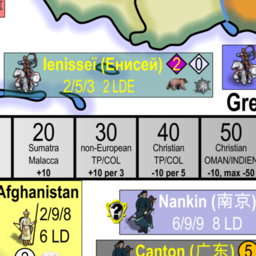 Ienisseï (Енисей) 2 0
2/5/3 2 LDE
Gre
20 30 40 50
Sumatra non-European Christian Christian
Malacca TP/COL TP/COL OMAN/INDIEN
+10 +10 per 3 -10 per 5 -10, max -50
Afghanistan
2/9/8
6 LD
?
Nankin (南京)
6/9/9 8 LD
Canton (广东) 5